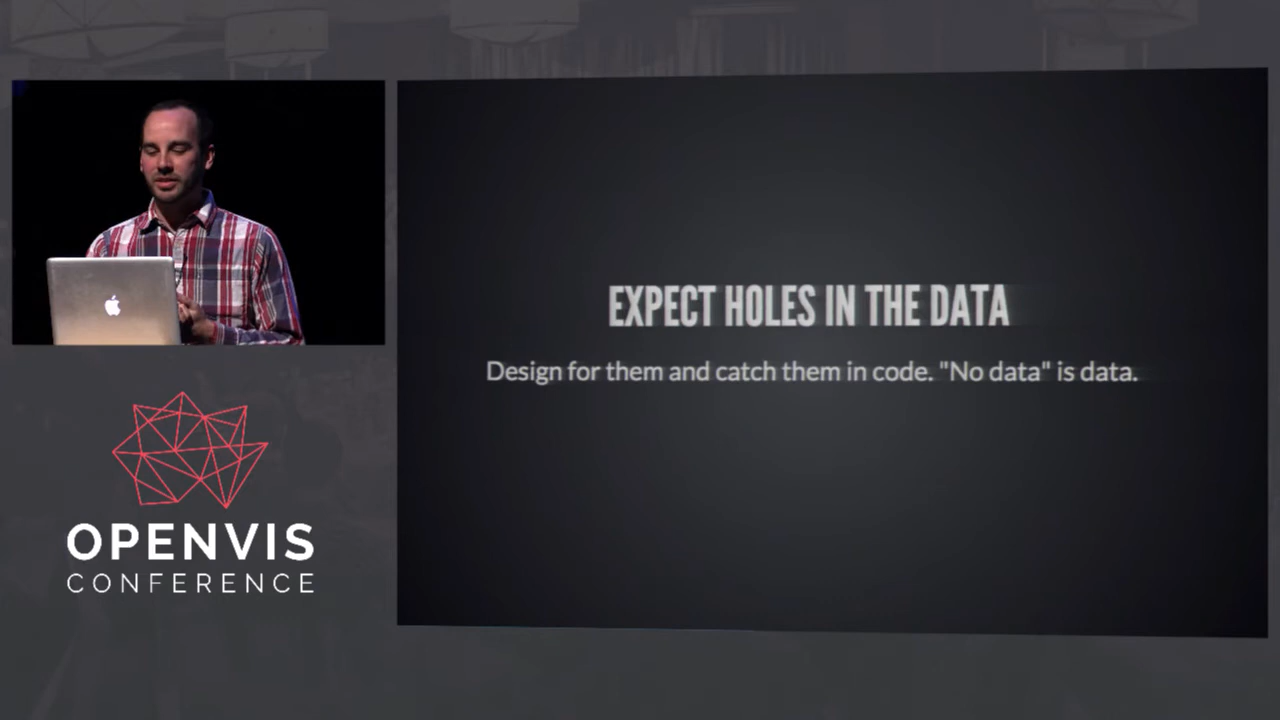 EXPECT HOLES IN THE DATA
Design for them and catch them in code. "No data" is data.
OPENVIS
CONFERENCE